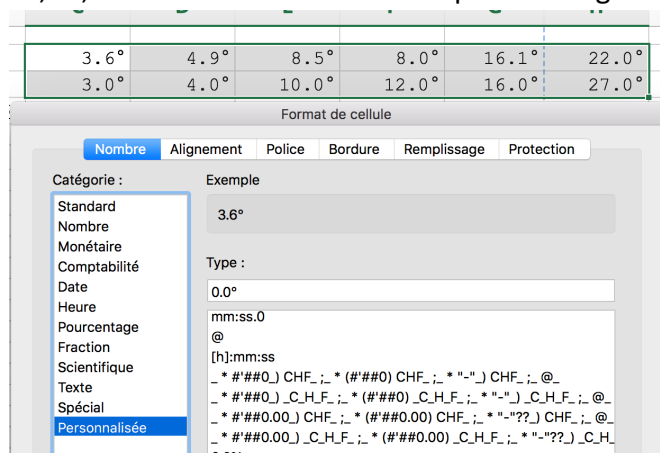 3.6° 4.9° 8.5° 8.0° 16.1° 22.0°
3.0° 4.0° 10.0° 12.0° 16.0° 27.0°
Format de cellule
Nombre Alignement Police Bordure Remplissage Protection
Catégorie :
Standard
Nombre
Monétaire
Comptabilité
Date
Heure
Pourcentage
Fraction
Scientifique
Texte
Spécial
Personnalisée
Exemple
3.6°
Type :
0.0°
mm:ss.0
@
[h]:mm:ss
_ * #'##0_) CHF_ ;_ * (#'##0) CHF_ ;_ * "-"_) CHF_ ;_ @_
_ * #'##0_) _C_H_F_ ;_ * (#'##0) _C_H_F_ ;_ * "-"_) _C_H_F_ ;_ @_
_ * #'##0.00_) CHF_ ;_ * (#'##0.00) CHF_ ;_ * "-"??_) CHF_ ;_ @_
_ * #'##0.00_) _C_H_F_ ;_ * (#'##0.00) _C_H_F_ ;_ * "-"??_) _C_H_